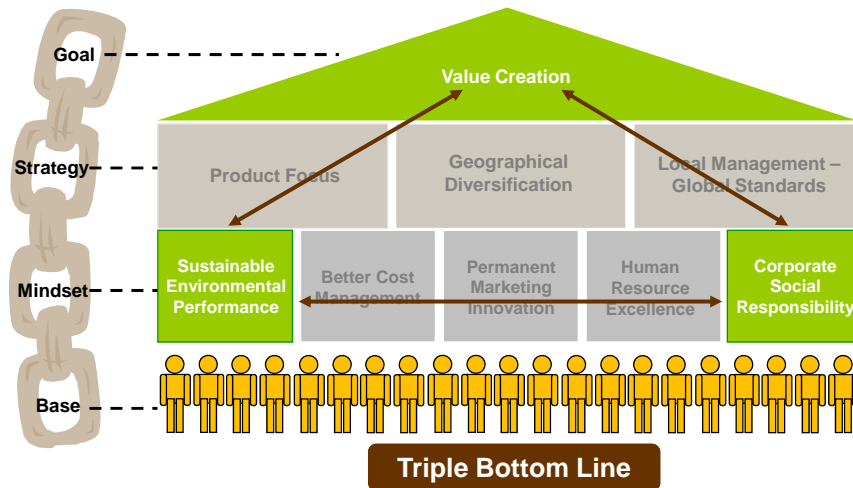 Goal
Value Creation
Strategy
Product Focus
Geographical
Diversification
Local Management –
Global Standards
Mindset
Sustainable
Environmental
Performance
Better Cost
Management
Permanent
Marketing
Innovation
Human
Resource
Excellence
Corporate
Social
Responsibility
Base
Triple Bottom Line